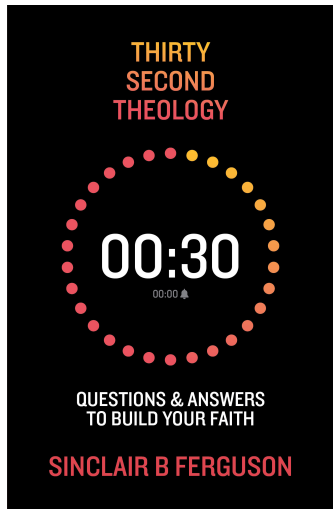 THIRTY
SECOND
THEOLOGY
00:30
00:00
QUESTIONS & ANSWERS
TO BUILD YOUR FAITH
SINCLAIR B FERGUSON